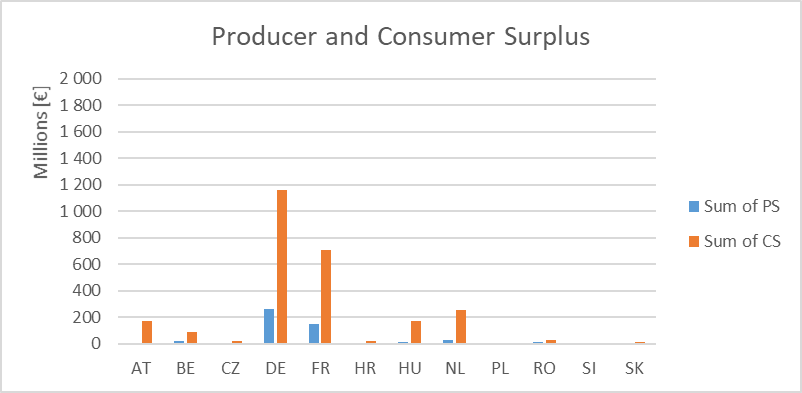 Producer and Consumer Surplus
Millions [€]
2 000
1 800
1 600
1 400
1 200
1 000
800
600
400
200
0
AT BE CZ DE FR HR HU NL PL RO SI SK
Sum of PS
Sum of CS